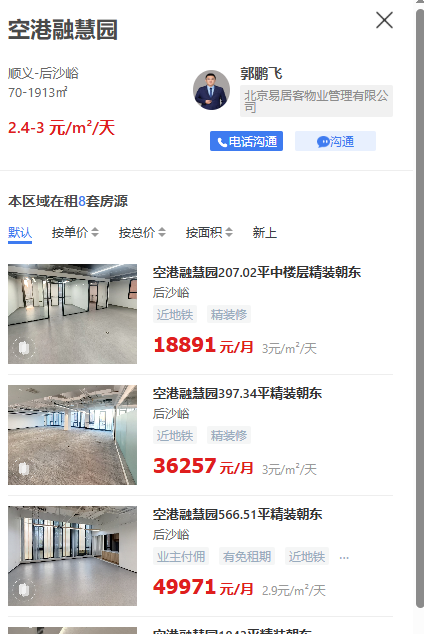 空港融慧园
顺义-后沙峪
70-1913㎡
2.4-3 元/m²/天
郭鹏飞
北京易居客物业管理有限公
司
电话沟通
沟通
本区域在租8套房源
默认 按单价 按总价 按面积 新上
空港融慧园207.02平中楼层精装朝东
后沙峪
近地铁 精装修
18891 元/月 3元/m²/天
空港融慧园397.34平精装朝东
后沙峪
近地铁 精装修
36257 元/月 3元/m²/天
空港融慧园566.51平精装朝东
后沙峪
业主付佣 有免租期 近地铁 ...
49971 元/月 2.9元/m²/天